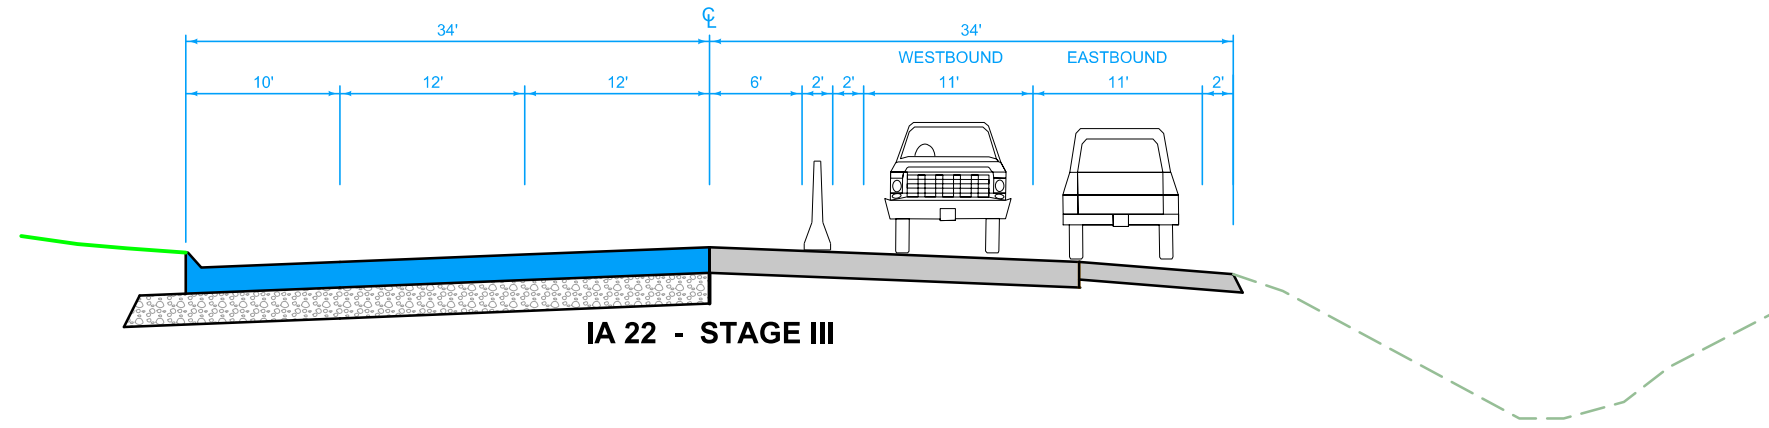 ℄
34' 34'
WESTBOUND EASTBOUND
10' 12' 12' 6' 2' 2' 11' 11' 2'
IA 22 - STAGE III